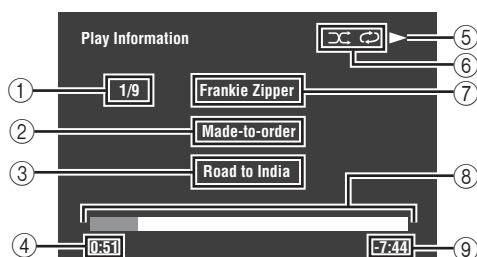 Play Information
⑤
⑥
① 1/9 Frankie Zipper ⑦
② Made-to-order
③ Road to India
⑧
④ 0:51 -7:44 ⑨